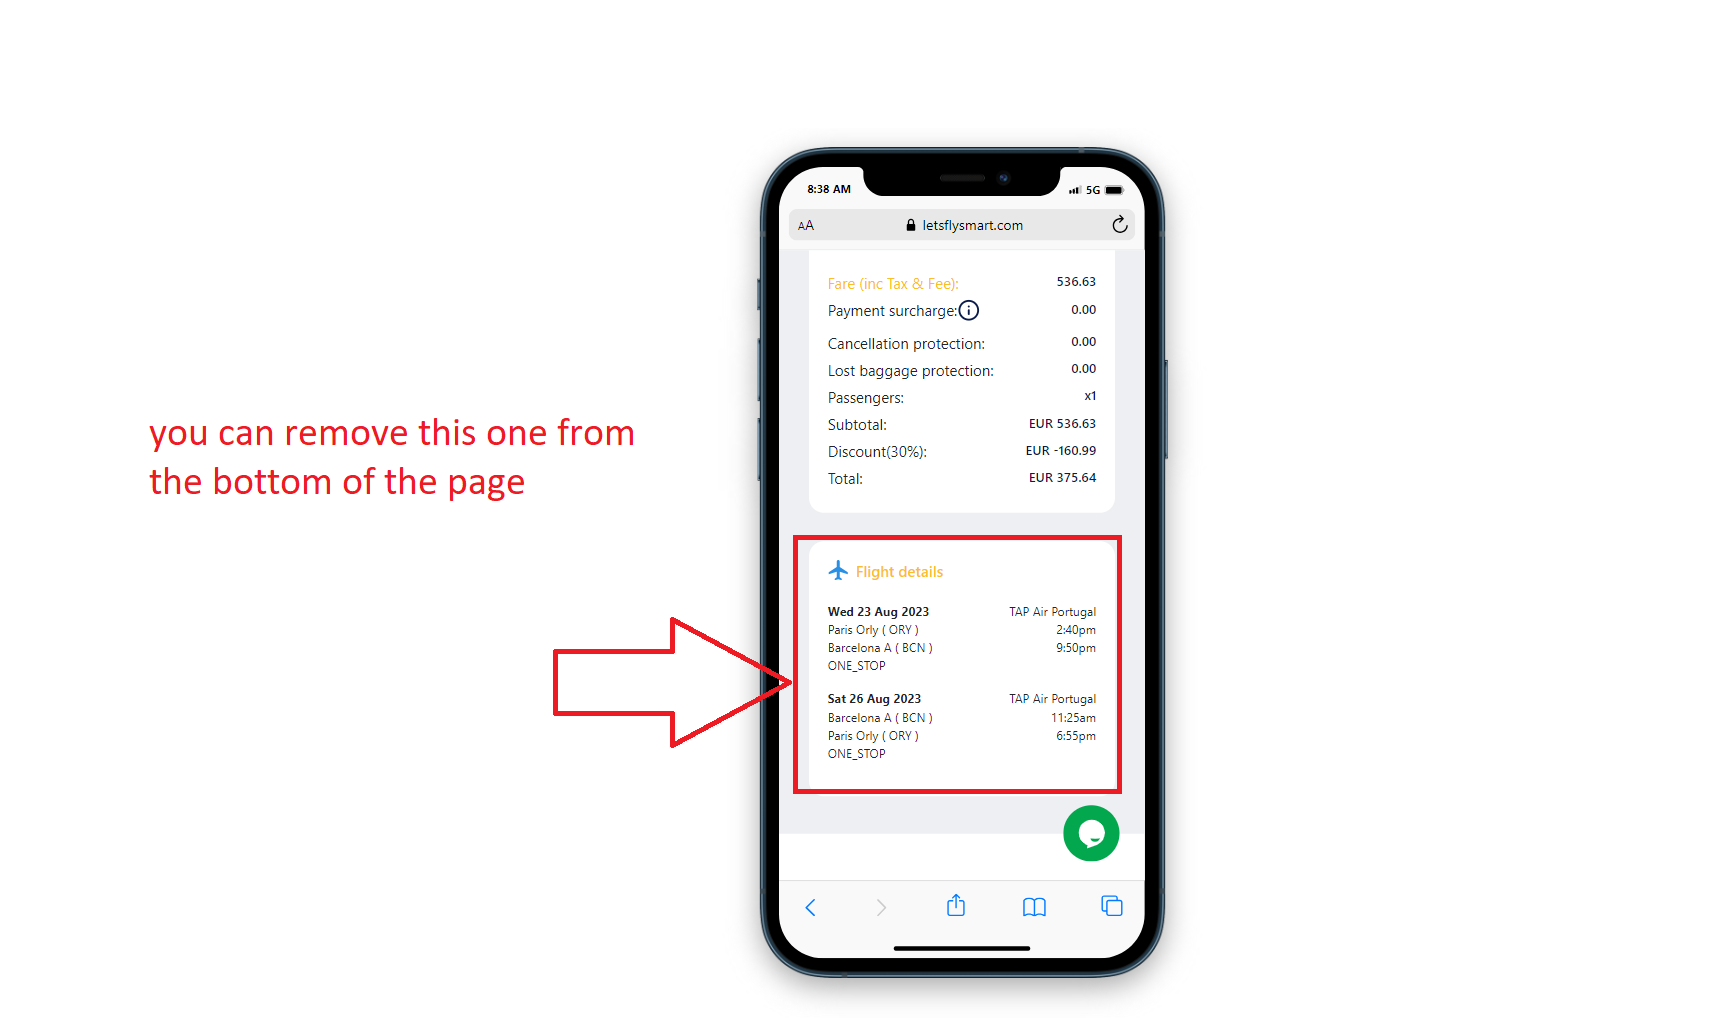 8:38 AM
5G
AA
letsflysmart.com
Fare (inc Tax & Fee): 536.63
Payment surcharge: i 0.00
Cancellation protection: 0.00
Lost baggage protection: 0.00
Passengers: x1
Subtotal: EUR 536.63
Discount(30%): EUR -160.99
Total: EUR 375.64
you can remove this one from
the bottom of the page
Flight details
Wed 23 Aug 2023 TAP Air Portugal
Paris Orly ( ORY ) 2:40pm
Barcelona A ( BCN ) 9:50pm
ONE_STOP
Sat 26 Aug 2023 TAP Air Portugal
Barcelona A ( BCN ) 11:25am
Paris Orly ( ORY ) 6:55pm
ONE_STOP